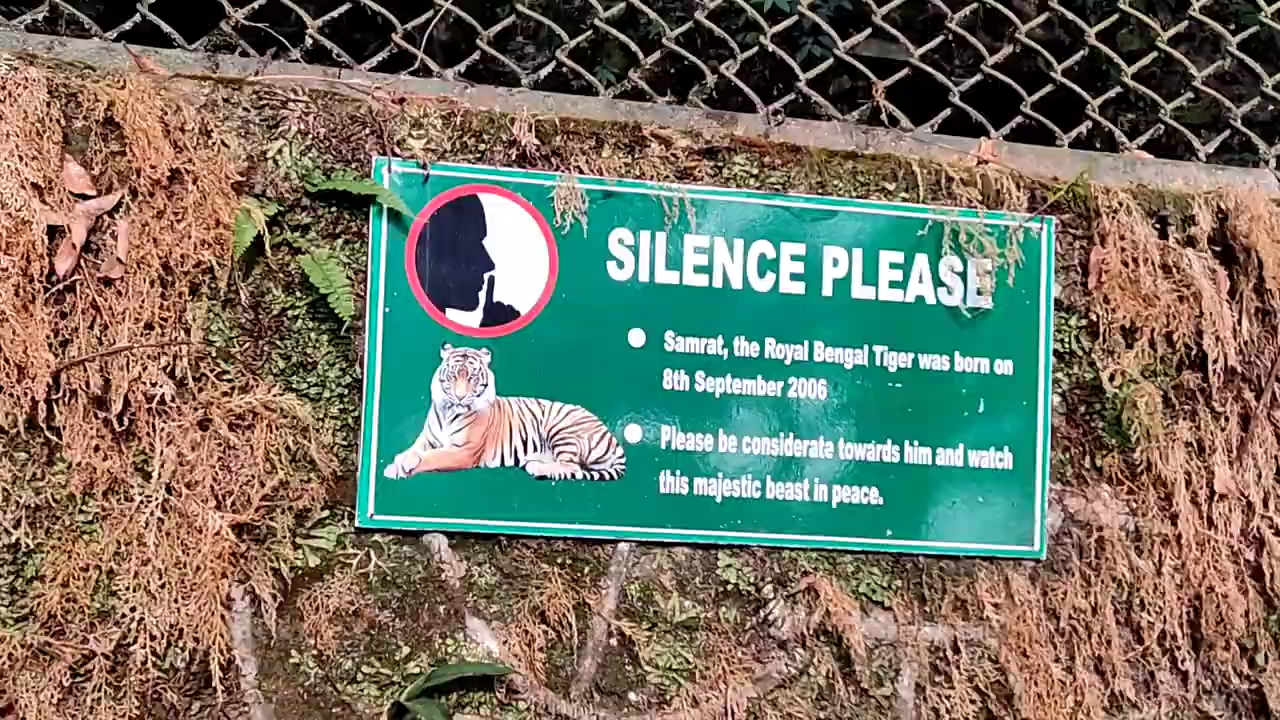 SILENCE PLEASE
Samrat, the Royal Bengal Tiger was born on
8th September 2006
Please be considerate towards him and watch
this majestic beast in peace.